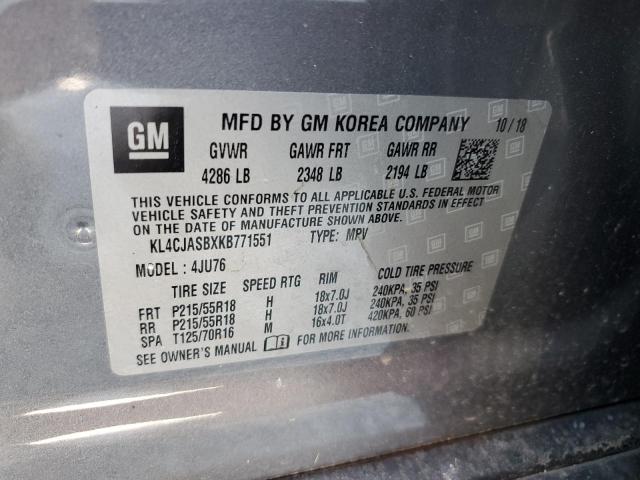 GM
MFD BY GM KOREA COMPANY 10/18
GVWR GAWR FRT GAWR RR
4286 LB 2348 LB 2194 LB
THIS VEHICLE CONFORMS TO ALL APPLICABLE U.S. FEDERAL MOTOR
VEHICLE SAFETY AND THEFT PREVENTION STANDARDS IN EFFECT
ON THE DATE OF MANUFACTURE SHOWN ABOVE.
KL4CJASBXKB771551 TYPE: MPV
MODEL : 4JU76
TIRE SIZE SPEED RTG RIM COLD TIRE PRESSURE
FRT P215/55R18 H 18x7.0J 240KPA, 35 PSI
RR P215/55R18 H 18x7.0J 240KPA, 35 PSI
SPA T125/70R16 M 16x4.0T 420KPA, 60 PSI
SEE OWNER'S MANUAL FOR MORE INFORMATION